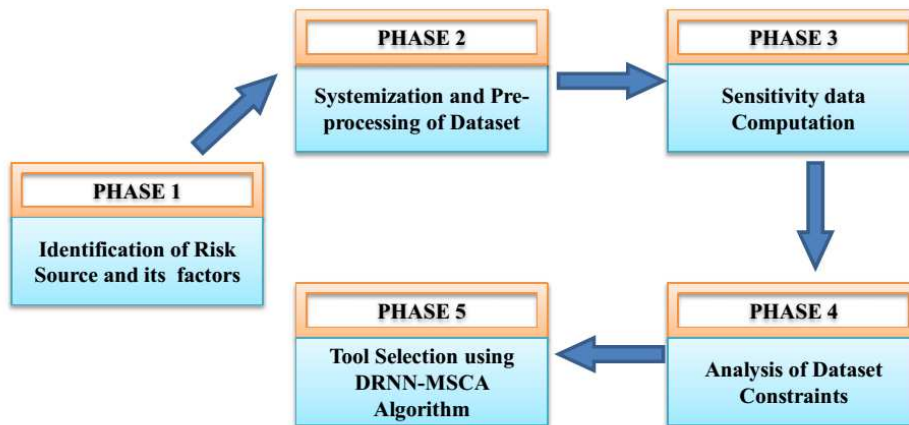 PHASE 1
Identification of Risk
Source and its factors
PHASE 2
Systemization and Pre-
processing of Dataset
PHASE 3
Sensitivity data
Computation
PHASE 4
Analysis of Dataset
Constraints
PHASE 5
Tool Selection using
DRNN-MSCA
Algorithm